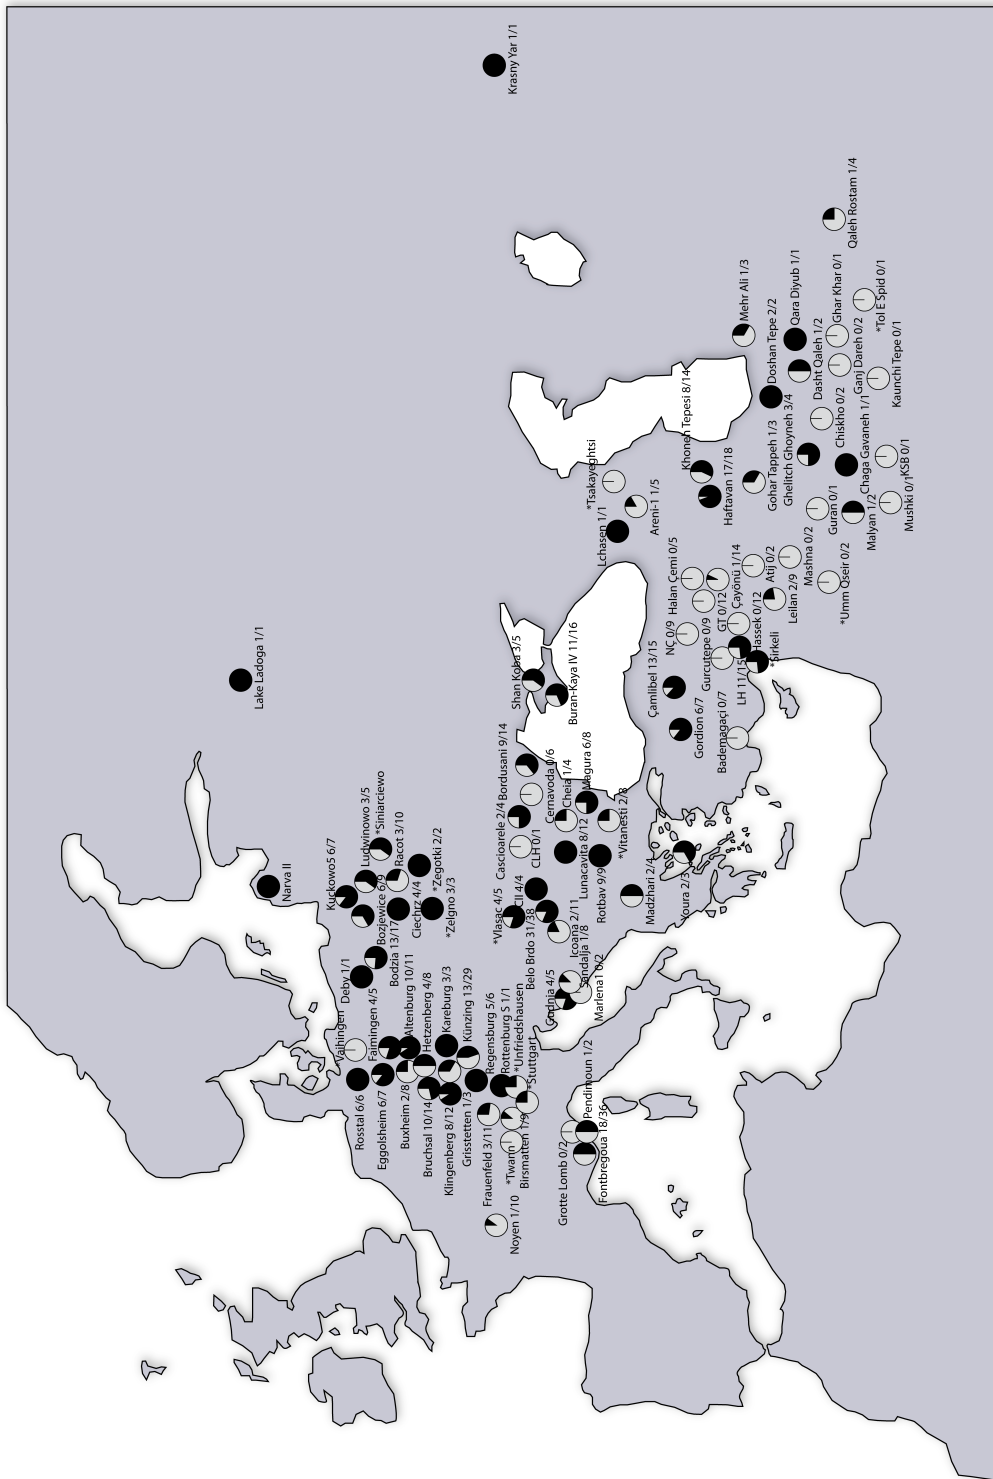 Krasny Yar 1/1
Qaleh Rostam 1/4
Mehr Ali 1/3
Doshan Tepe 2/2
Qara Diyub 1/1
Dasht Qaleh 1/2
Ghar Khar 0/1
*Tol E Spid 0/1
Ganj Dareh 0/2
Kaunchi Tepe 0/1
Chiskho 0/2
Chaga Gavaneh 1/1
KSB 0/1
Mushki 0/1
Malyan 1/2
Guran 0/1
Gohar Tappeh 1/3
Ghelitch Ghoyneh 3/4
Khoneh Tepesi 8/14
Haftavan 17/18
*Tsakayeghtsi
Areni-1 1/5
Lchasen 1/1
Mashna 0/2
*Umm Qseir 0/2
Atij 0/2
Leilan 2/9
Halan Çemi 0/5
Çayönü 1/14
GT 0/12
Hassek 0/12
*Sirkeli
NÇ 0/9
Gurcutepe 0/9
LH 11/15
Çamlibel 13/15
Gordion 6/7
Bademagaçi 0/7
Lake Ladoga 1/1
Shan Koba 3/5
Buran-Kaya IV 11/16
Bordusani 9/14
Cernavoda 0/6
Cheia 1/4
Magura 6/8
Cascioarele 2/4
CLH 0/1
Lunacavita 8/12
*Vitanesti 2/8
Rotbav 9/9
Madzhari 2/4
Youra 2/3
*Vlasac 4/5
CII 4/4
Belo Brdo 31/38
Icoana 2/11
Sandalja 1/8
Godnja 4/5
Marlena1 0/2
Narva II
Kuckowo5 6/7
Ludwinowo 3/5
*Siniarciewo
Racot 3/10
*Zegotki 2/2
Bozjewice 6/9
Ciechrz 4/4
*Zelgno 3/3
Bodzia 13/17
Deby 1/1
Vaihingen
Faimingen 4/5
Altenburg 10/11
Hetzenberg 4/8
Kareburg 3/3
Künzing 13/29
Regensburg 5/6
Rottenburg S 1/1
*Unfriedshausen
*Stuttgart
Rosstal 6/6
Eggolsheim 6/7
Buxheim 2/8
Bruchsal 10/14
Klingenberg 8/12
Grisstetten 1/3
Frauenfeld 3/11
*Twann
Birsmatten 1/9
Noyen 1/10
Grotte Lomb 0/2
Pendimoun 1/2
Fontbregoua 18/36